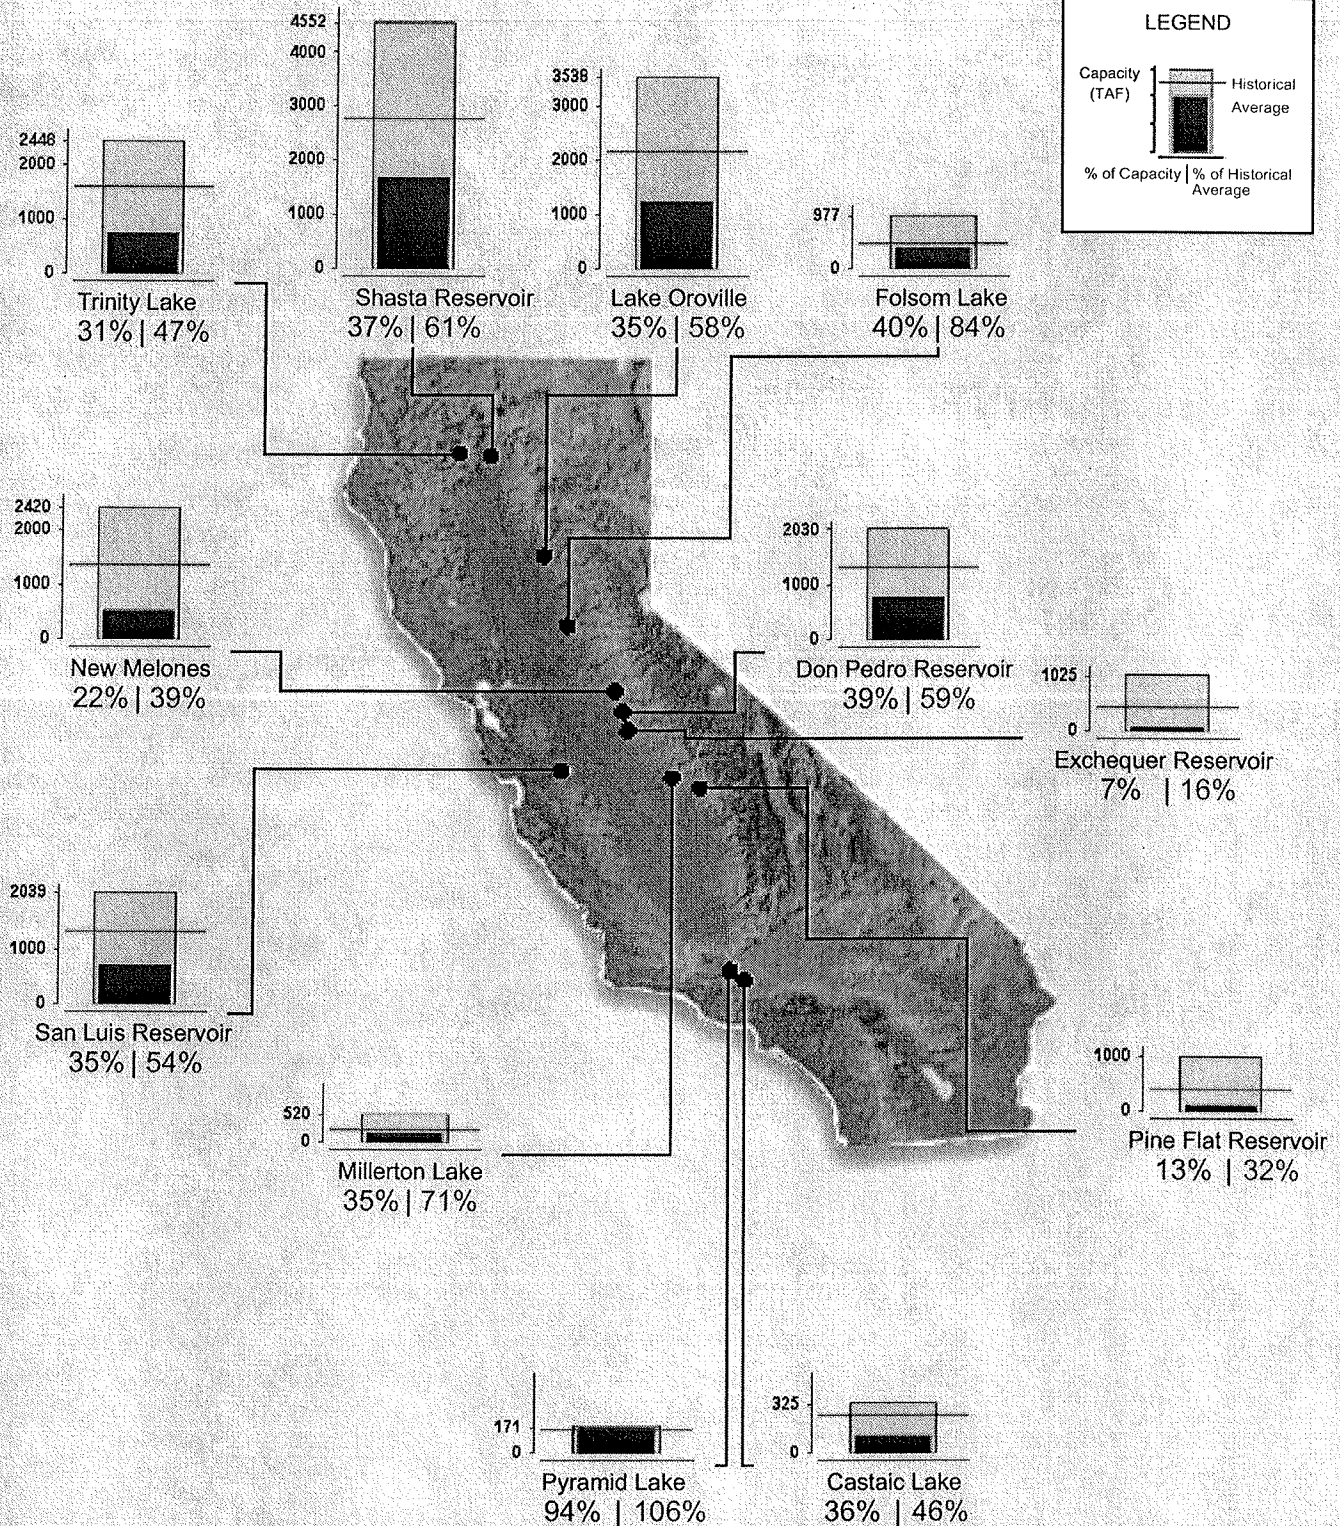 LEGEND
Capacity
(TAF)
Historical
Average
% of Capacity | % of Historical
Average
4552
4000
3000
2000
1000
0
Shasta Reservoir
37% | 61%
3538
3000
2000
1000
0
Lake Oroville
35% | 58%
2448
2000
1000
0
Trinity Lake
31% | 47%
977
0
Folsom Lake
40% | 84%
2420
2000
1000
0
New Melones
22% | 39%
2030
1000
0
Don Pedro Reservoir
39% | 59%
1025
0
Exchequer Reservoir
7% | 16%
2039
1000
0
San Luis Reservoir
35% | 54%
520
0
Millerton Lake
35% | 71%
1000
0
Pine Flat Reservoir
13% | 32%
171
0
Pyramid Lake
94% | 106%
325
0
Castaic Lake
36% | 46%